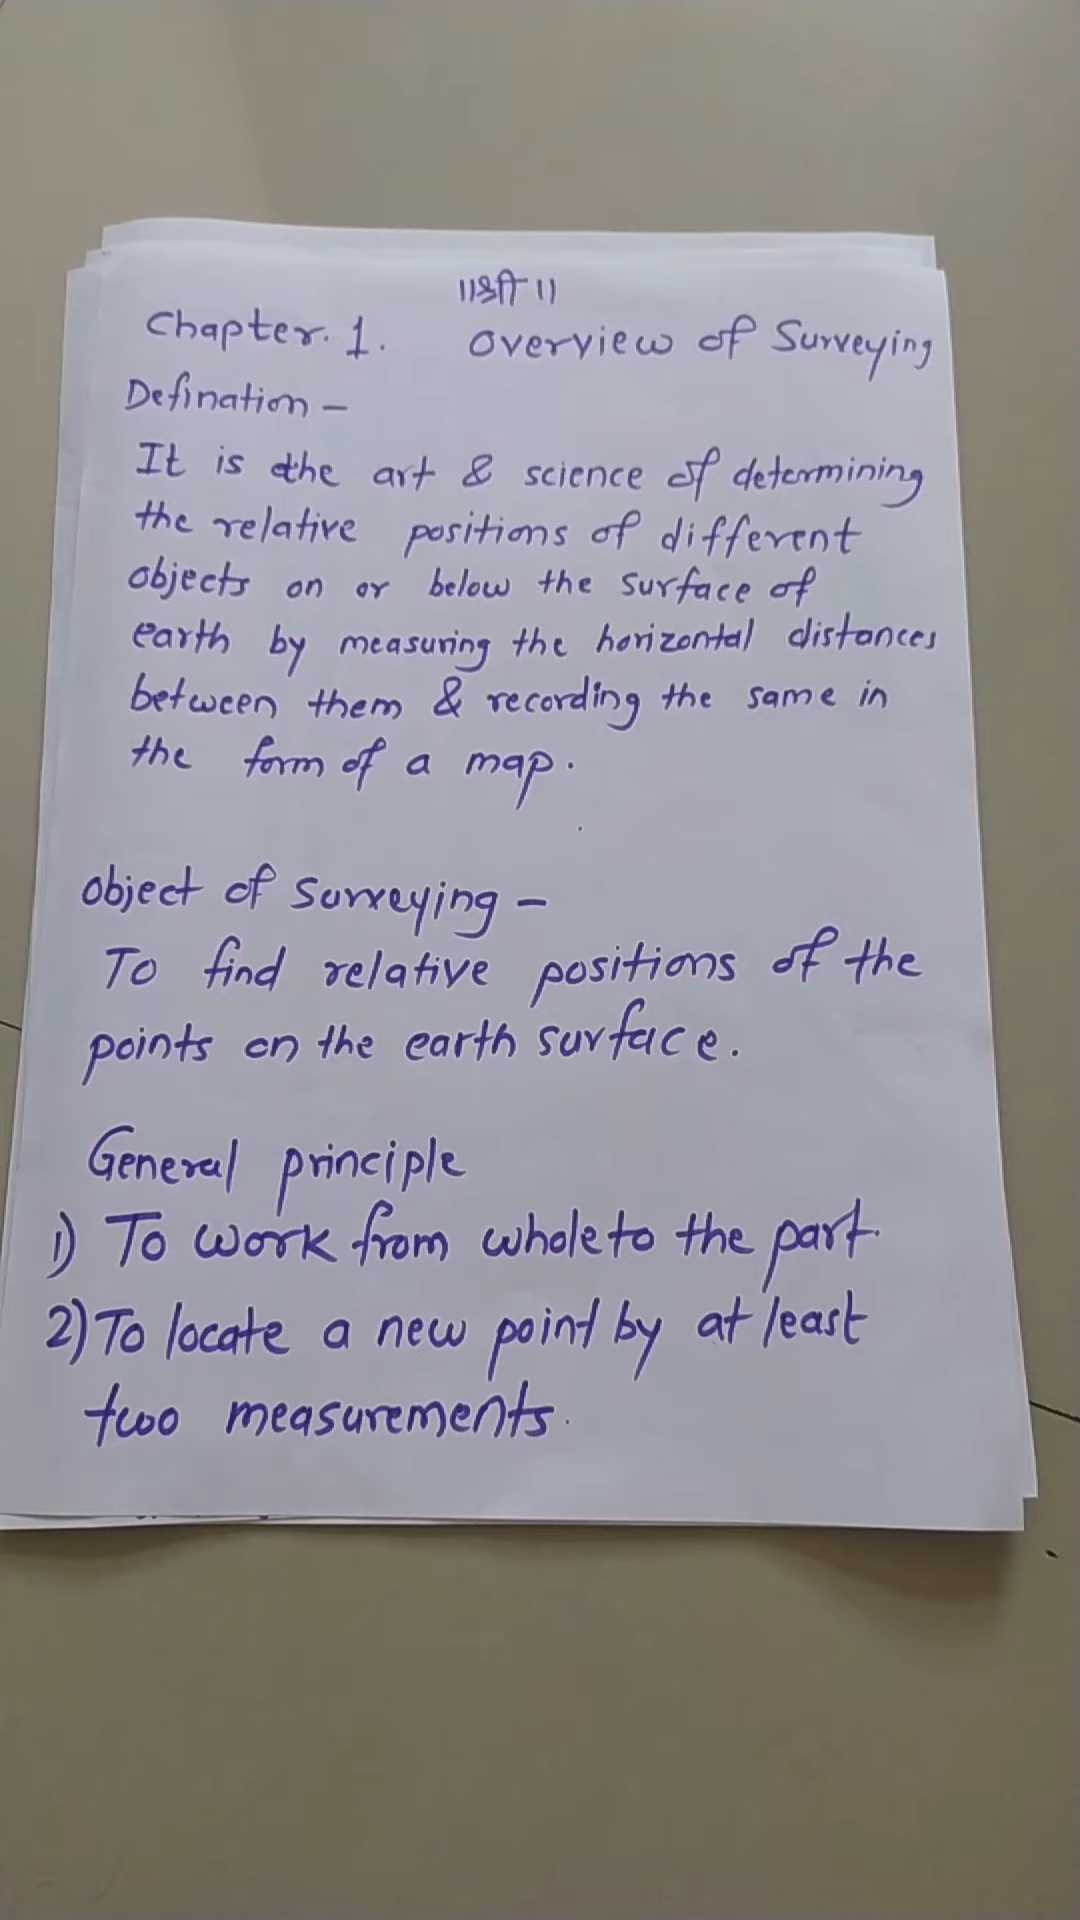 ॥श्री॥
Chapter. 1. Overview of Surveying
Defination -
It is the art & science of determining
the relative positions of different
objects on or below the surface of
earth by measuring the horizontal distances
between them & recording the same in
the form of a map.
object of surveying -
To find relative positions of the
points on the earth surface.
General principle
1) To work from whole to the part.
2) To locate a new point by at least
two measurements.